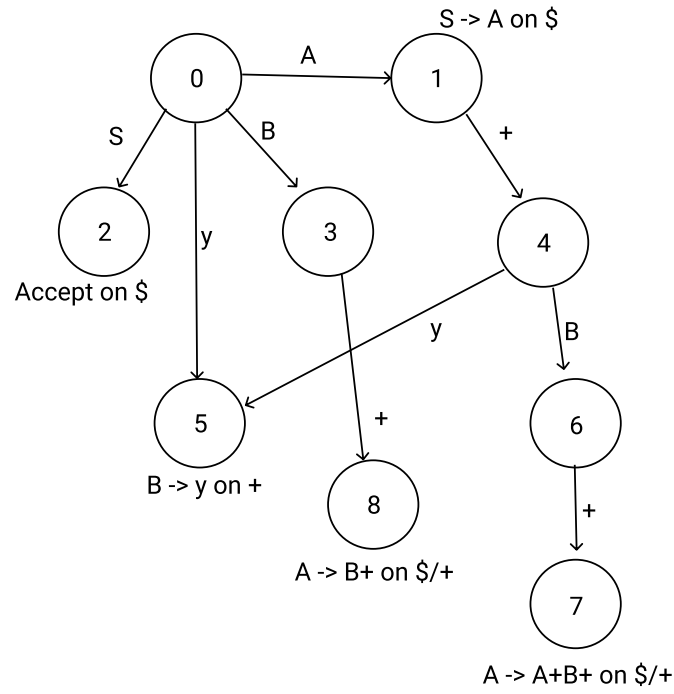 S -> A on $
A
0
1
+
S
B
2
y
3
4
Accept on $
y
B
5
+
6
B -> y on +
8
+
A -> B+ on $/+
7
A -> A+B+ on $/+